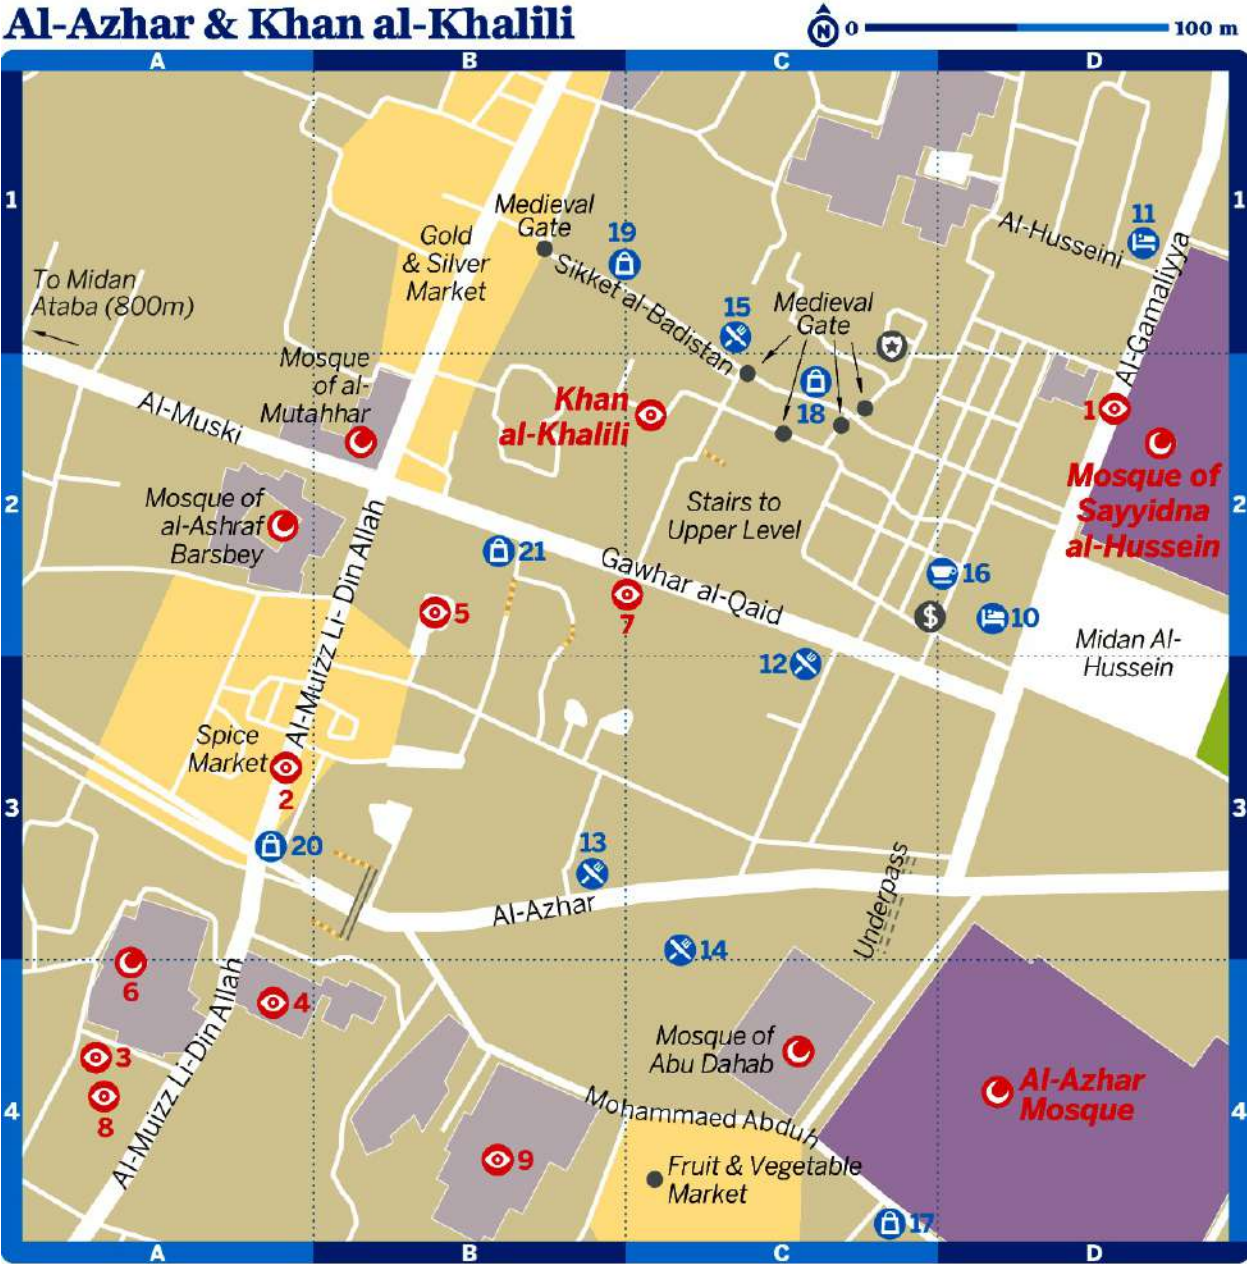 Al-Azhar & Khan al-Khalili
N 0 100 m
A B C D
1 1
Medieval
Gate
19
11
Al-Husseini
Gold
& Silver
Market
To Midan
Ataba (800m)
Sikket al-Badistan
15
Medieval
Gate
Al-Gamaliyya
Mosque
of al-
Mutahhar
Al-Muski
Khan
al-Khalili
18
1
Mosque of
Sayyidna
al-Hussein
2 2
Mosque of
al-Ashraf
Barsbey
Stairs to
Upper Level
Al-Muizz Li- Din Allah
21
Gawhar al-Qaid
16
5
7
$
10
Midan Al-
Hussein
12
Spice
Market
2
3 3
20
13
Al-Azhar
Underpass
14
6
4
Mosque of
Abu Dahab
3
8
Al-Muizz Li-Din Allah
Al-Azhar
Mosque
4 4
Mohammaed Abduh
9
Fruit & Vegetable
Market
17
A B C D